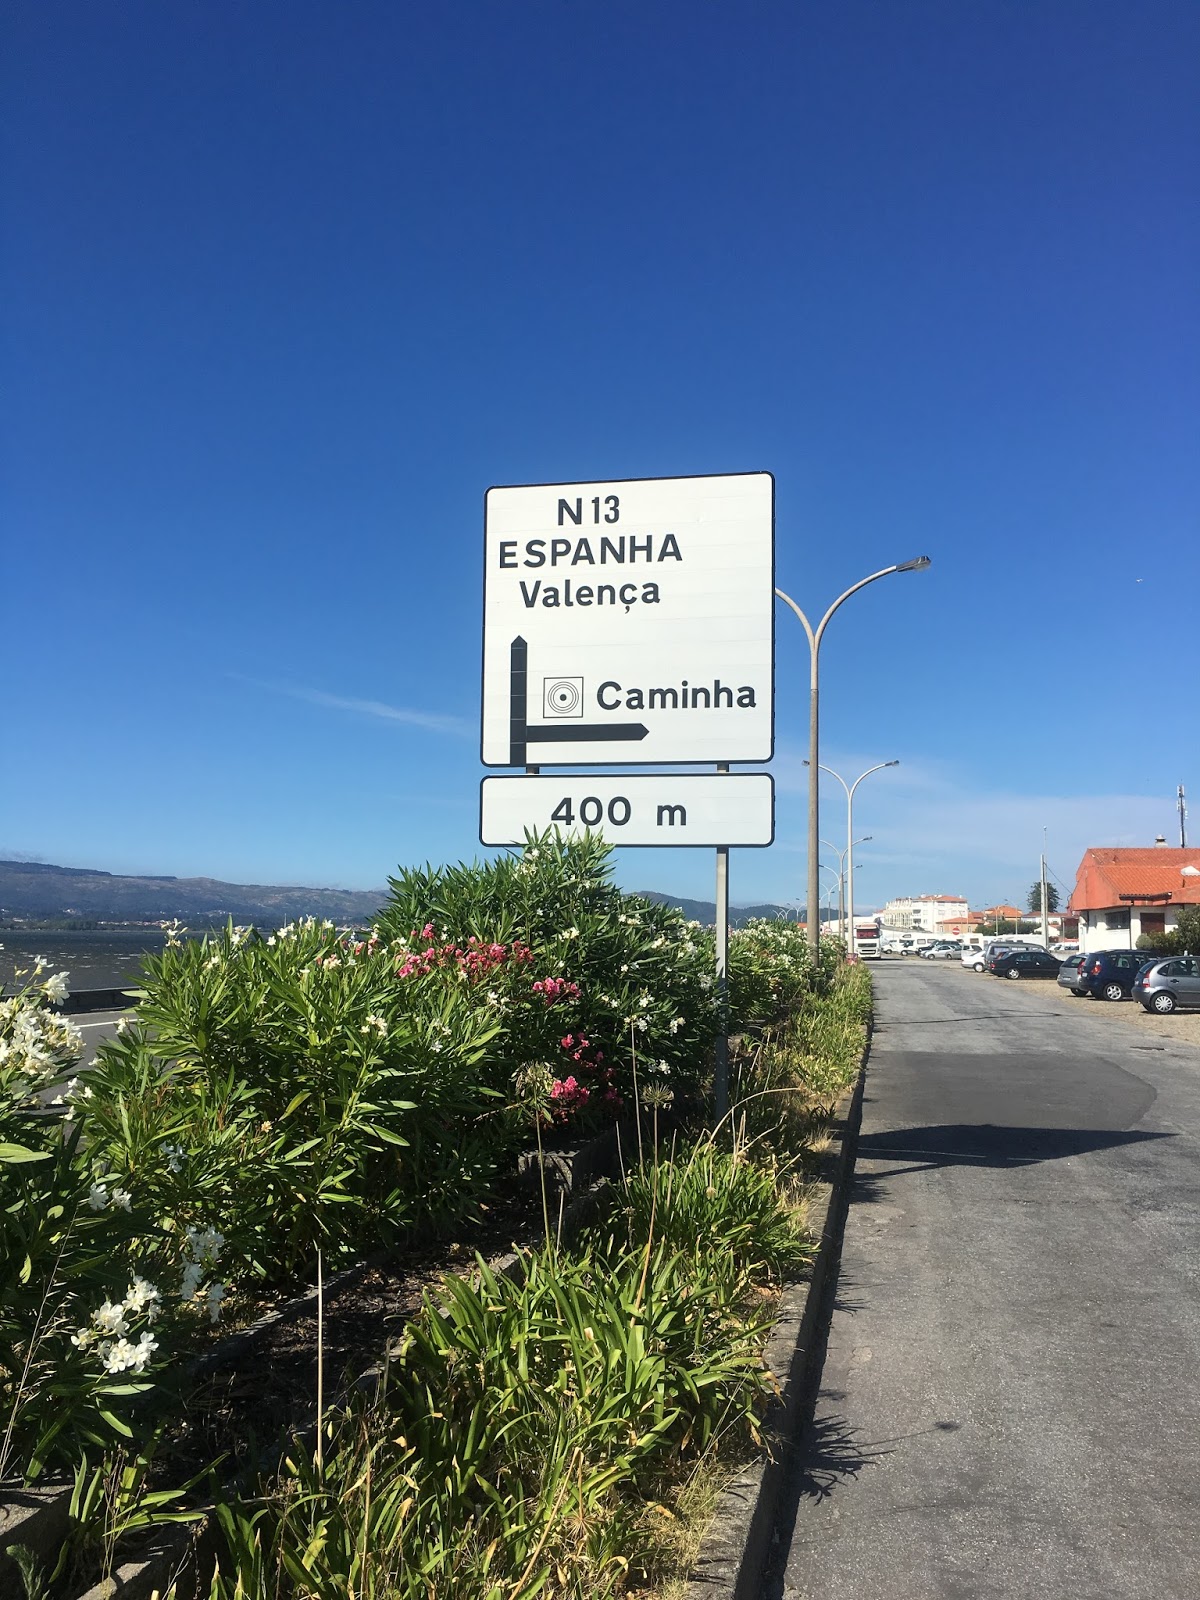 N13
ESPANHA
Valença
Caminha
400 m